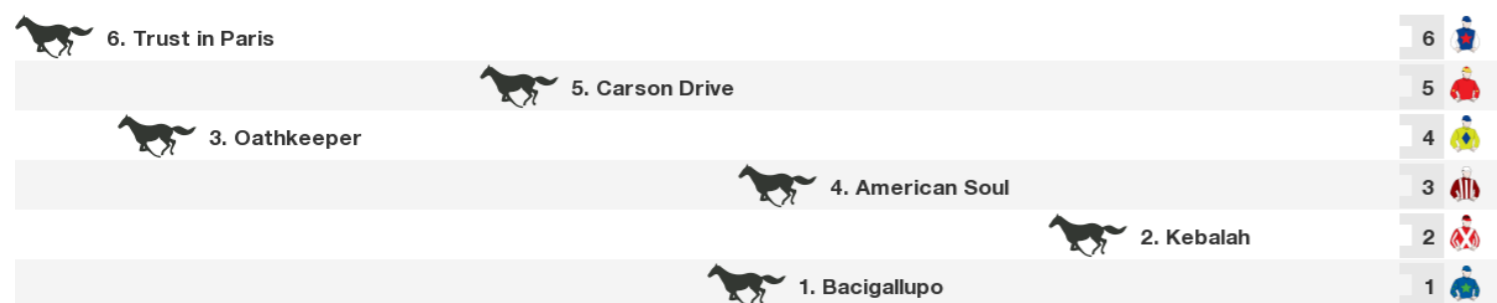 6. Trust in Paris 6
5. Carson Drive 5
3. Oathkeeper 4
4. American Soul 3
2. Kebalah 2
1. Bacigallupo 1